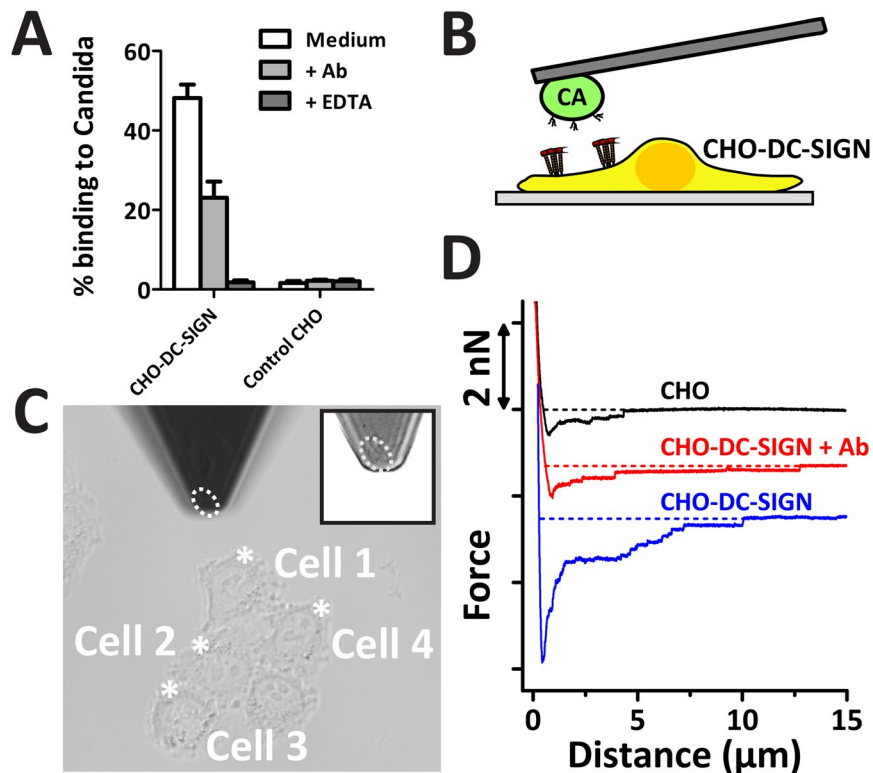 A
% binding to Candida
60
40
20
0
Medium
+ Ab
+ EDTA
CHO-DC-SIGN
Control CHO
B
CA
CHO-DC-SIGN
C
* Cell 1
*
Cell 2 *
Cell 4
*
Cell 3
D
2 nN
Force
CHO
CHO-DC-SIGN + Ab
CHO-DC-SIGN
0
5
10
15
Distance (μm)